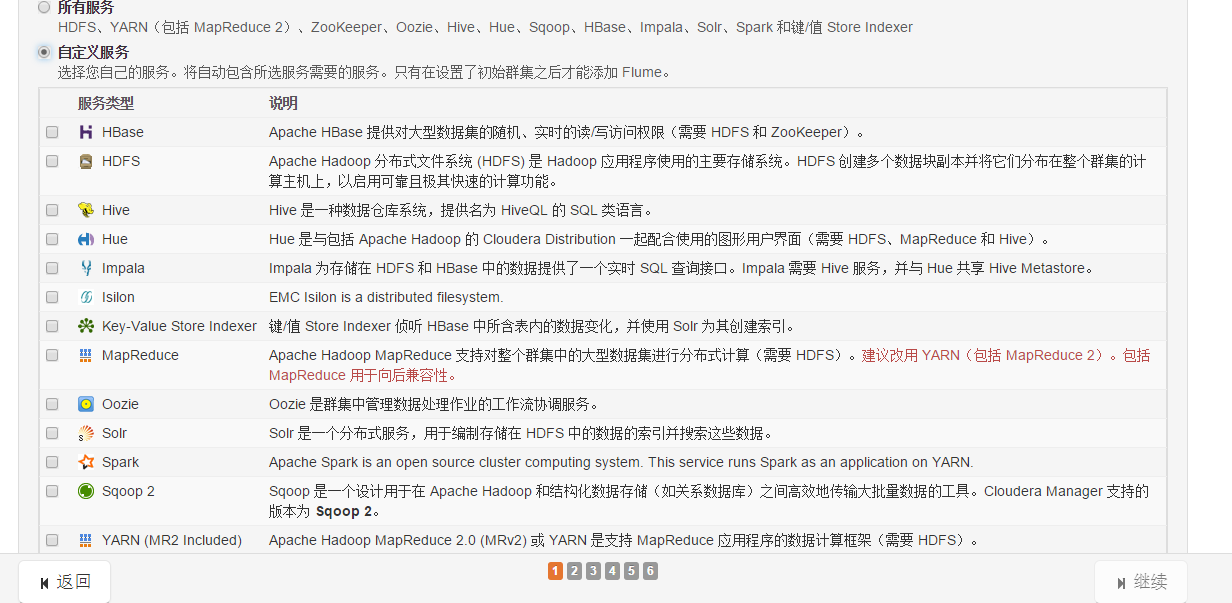 所有服务
HDFS、YARN（包括 MapReduce 2）、ZooKeeper、Oozie、Hive、Hue、Sqoop、HBase、Impala、Solr、Spark 和键/值 Store Indexer
自定义服务
选择您自己的服务。将自动包含所选服务需要的服务。只有在设置了初始群集之后才能添加 Flume。
服务类型 说明
HBase Apache HBase 提供对大型数据集的随机、实时的读/写访问权限（需要 HDFS 和 ZooKeeper）。
HDFS Apache Hadoop 分布式文件系统 (HDFS) 是 Hadoop 应用程序使用的主要存储系统。HDFS 创建多个数据块副本并将它们分布在整个群集的计
算主机上，以启用可靠且极其快速的计算功能。
Hive Hive 是一种数据仓库系统，提供名为 HiveQL 的 SQL 类语言。
Hue Hue 是与包括 Apache Hadoop 的 Cloudera Distribution 一起配合使用的图形用户界面（需要 HDFS、MapReduce 和 Hive）。
Impala Impala 为存储在 HDFS 和 HBase 中的数据提供了一个实时 SQL 查询接口。Impala 需要 Hive 服务，并与 Hue 共享 Hive Metastore。
Isilon EMC Isilon is a distributed filesystem.
Key-Value Store Indexer 键/值 Store Indexer 侦听 HBase 中所含表内的数据变化，并使用 Solr 为其创建索引。
MapReduce Apache Hadoop MapReduce 支持对整个群集中的大型数据集进行分布式计算（需要 HDFS）。建议改用 YARN（包括 MapReduce 2）。包括
MapReduce 用于向后兼容性。
Oozie Oozie 是群集中管理数据处理作业的工作流协调服务。
Solr Solr 是一个分布式服务，用于编制存储在 HDFS 中的数据的索引并搜索这些数据。
Spark Apache Spark is an open source cluster computing system. This service runs Spark as an application on YARN.
Sqoop 2 Sqoop 是一个设计用于在 Apache Hadoop 和结构化数据存储（如关系数据库）之间高效地传输大批量数据的工具。Cloudera Manager 支持的
版本为 Sqoop 2。
YARN (MR2 Included) Apache Hadoop MapReduce 2.0 (MRv2) 或 YARN 是支持 MapReduce 应用程序的数据计算框架（需要 HDFS）。
返回 1 2 3 4 5 6 继续